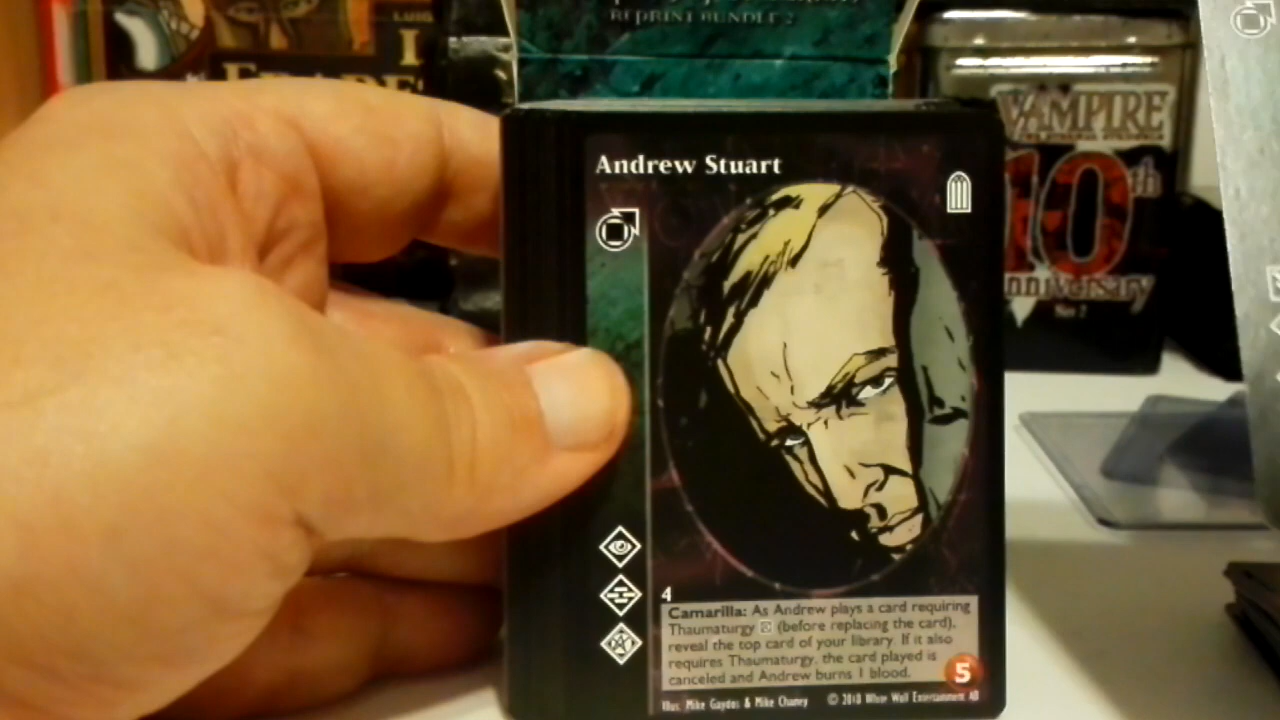 REPRINT BUNDLE 2
LUIS
I
VAMPIRE
10th
Anniversary
Andrew Stuart
4
Camarilla: As Andrew plays a card requiring
Thaumaturgy (before replacing the card),
reveal the top card of your library. If it also
requires Thaumaturgy, the card played is
canceled and Andrew burns 1 blood.
5
Illus: Mike Gaydos & Mike Chaney © 2010 White Wolf Entertainment AB